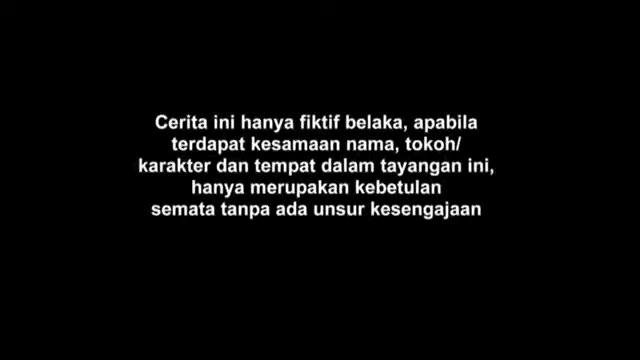 Cerita ini hanya fiktif belaka, apabila
terdapat kesamaan nama, tokoh/
karakter dan tempat dalam tayangan ini,
hanya merupakan kebetulan
semata tanpa ada unsur kesengajaan